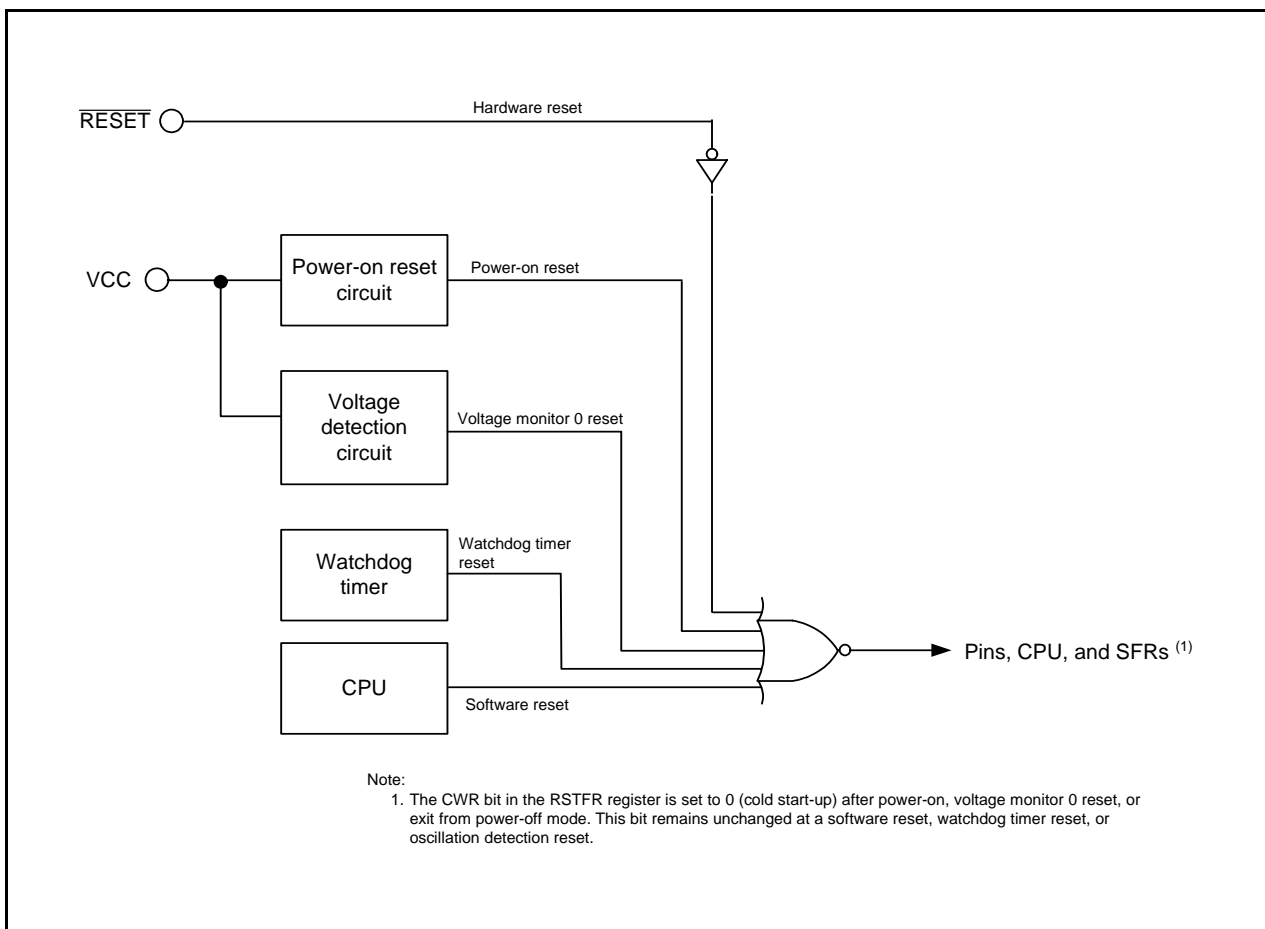 Hardware reset
RESET
Power-on reset
circuit
Power-on reset
VCC
Voltage
detection
circuit
Voltage monitor 0 reset
Watchdog
timer
Watchdog timer
reset
CPU
Software reset
Pins, CPU, and SFRs (1)
Note:
1. The CWR bit in the RSTFR register is set to 0 (cold start-up) after power-on, voltage monitor 0 reset, or
exit from power-off mode. This bit remains unchanged at a software reset, watchdog timer reset, or
oscillation detection reset.